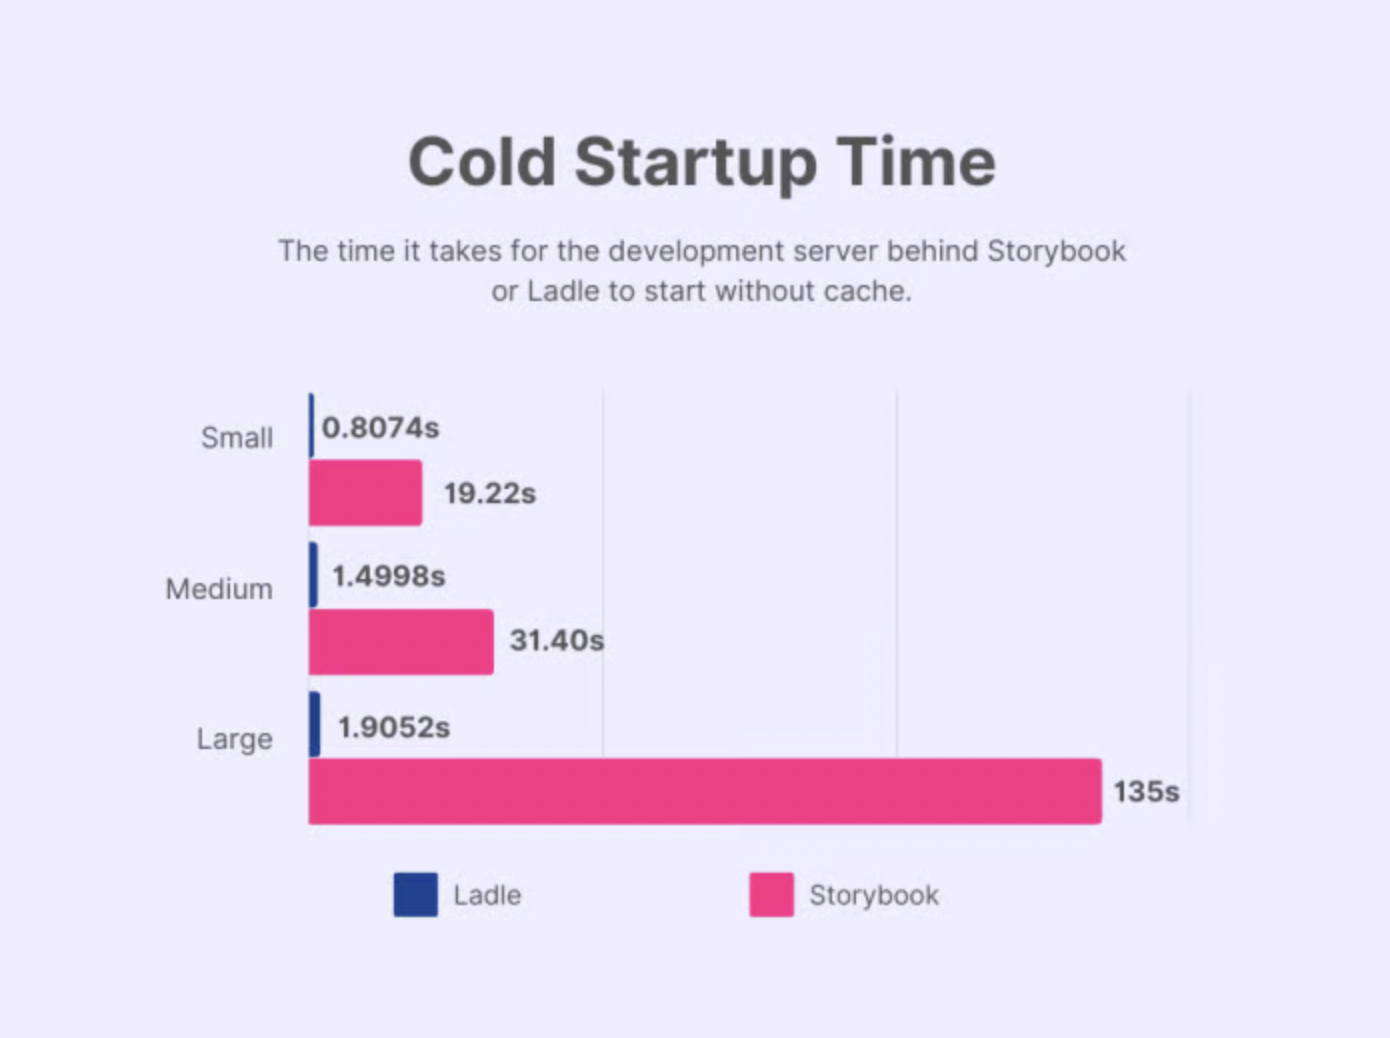 Cold Startup Time
The time it takes for the development server behind Storybook
or Ladle to start without cache.
Small
0.8074s
19.22s
Medium
1.4998s
31.40s
Large
1.9052s
135s
Ladle
Storybook